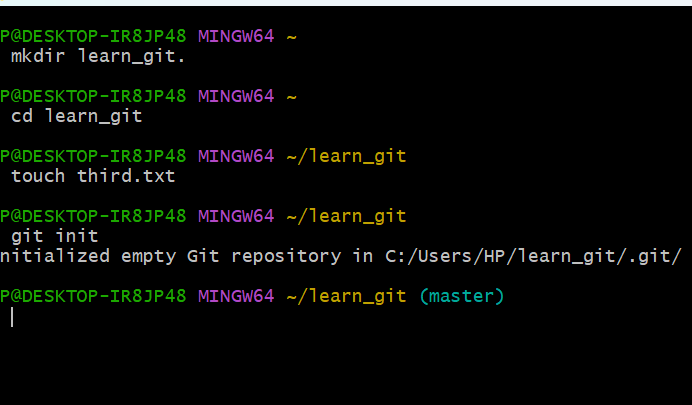 P@DESKTOP-IR8JP48 MINGW64 ~
mkdir learn_git.
P@DESKTOP-IR8JP48 MINGW64 ~
cd learn_git
P@DESKTOP-IR8JP48 MINGW64 ~/learn_git
touch third.txt
P@DESKTOP-IR8JP48 MINGW64 ~/learn_git
git init
nitialized empty Git repository in C:/Users/HP/learn_git/.git/
P@DESKTOP-IR8JP48 MINGW64 ~/learn_git (master)